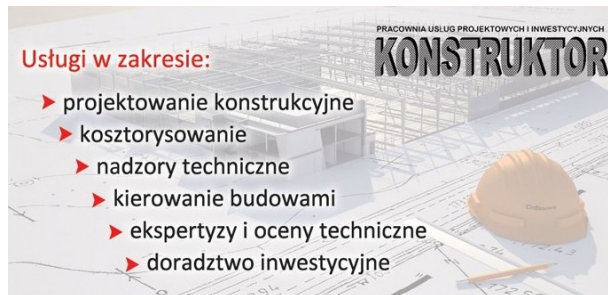 PRACOWNIA USŁUG PROJEKTOWYCH I INWESTYCYJNYCH
KONSTRUKTOR
Usługi w zakresie:
projektowanie konstrukcyjne
kosztorysowanie
nadzory techniczne
kierowanie budowami
ekspertyzy i oceny techniczne
doradztwo inwestycyjne